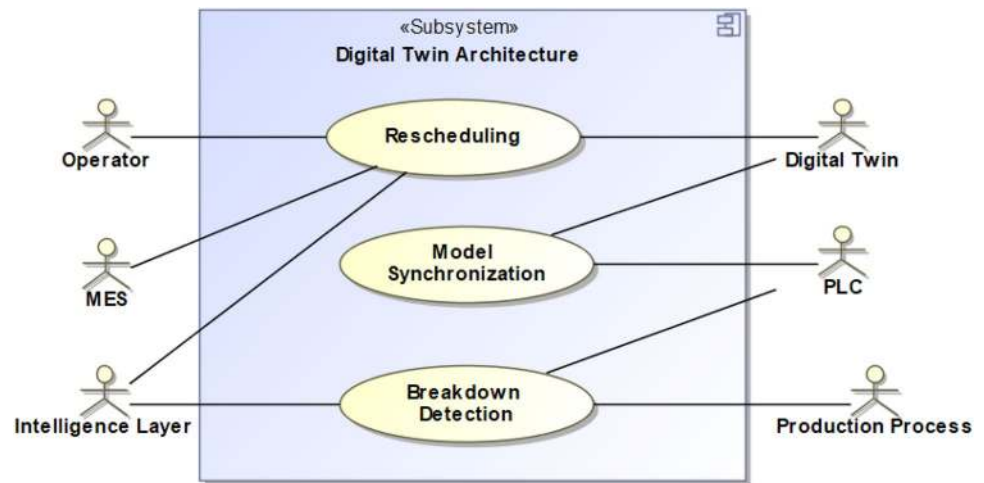 «Subsystem»
Digital Twin Architecture
Operator
Rescheduling
Digital Twin
MES
Model
Synchronization
PLC
Intelligence Layer
Breakdown
Detection
Production Process